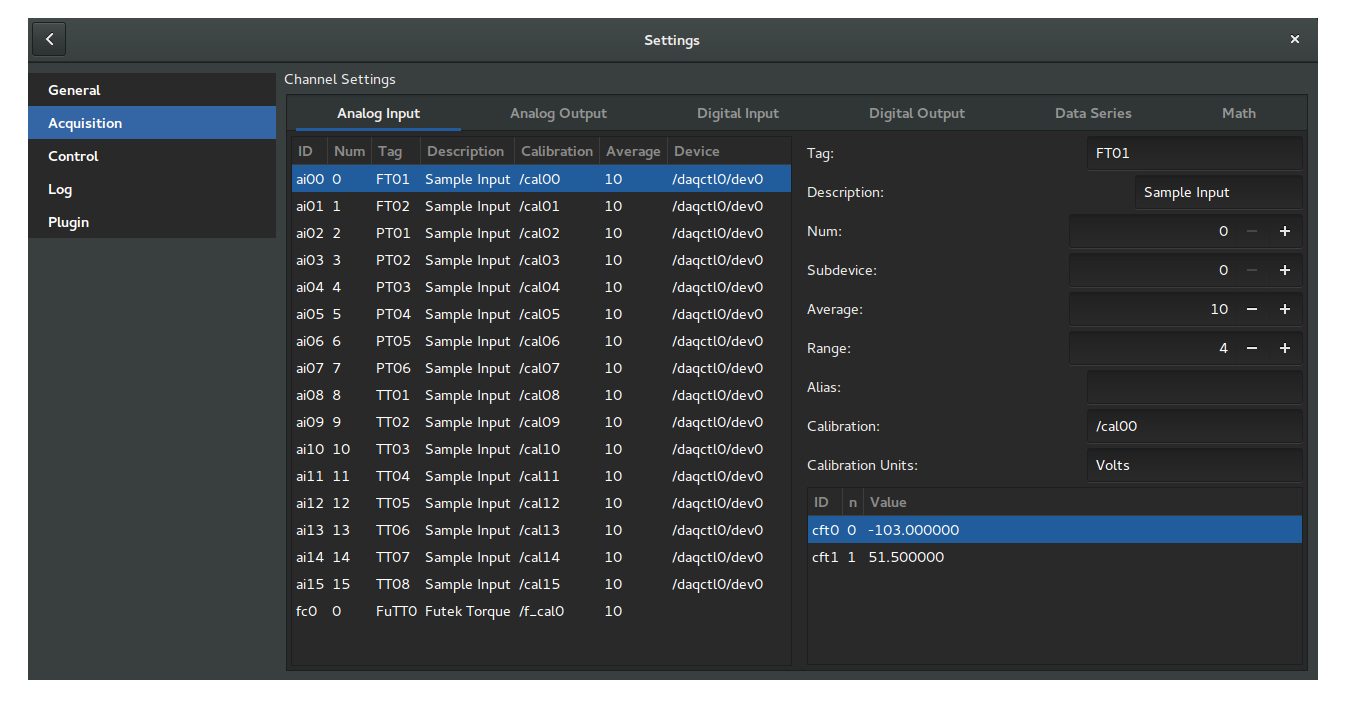 Settings
General
Acquisition
Control
Log
Plugin
Channel Settings
Analog Input Analog Output Digital Input Digital Output Data Series Math
ID Num Tag Description Calibration Average Device
ai00 0 FT01 Sample Input /cal00 10 /daqctl0/dev0
ai01 1 FT02 Sample Input /cal01 10 /daqctl0/dev0
ai02 2 PT01 Sample Input /cal02 10 /daqctl0/dev0
ai03 3 PT02 Sample Input /cal03 10 /daqctl0/dev0
ai04 4 PT03 Sample Input /cal04 10 /daqctl0/dev0
ai05 5 PT04 Sample Input /cal05 10 /daqctl0/dev0
ai06 6 PT05 Sample Input /cal06 10 /daqctl0/dev0
ai07 7 PT06 Sample Input /cal07 10 /daqctl0/dev0
ai08 8 TT01 Sample Input /cal08 10 /daqctl0/dev0
ai09 9 TT02 Sample Input /cal09 10 /daqctl0/dev0
ai10 10 TT03 Sample Input /cal10 10 /daqctl0/dev0
ai11 11 TT04 Sample Input /cal11 10 /daqctl0/dev0
ai12 12 TT05 Sample Input /cal12 10 /daqctl0/dev0
ai13 13 TT06 Sample Input /cal13 10 /daqctl0/dev0
ai14 14 TT07 Sample Input /cal14 10 /daqctl0/dev0
ai15 15 TT08 Sample Input /cal15 10 /daqctl0/dev0
fc0 0 FuTT0 Futek Torque /f_cal0 10
Tag: FT01
Description: Sample Input
Num: 0 − +
Subdevice: 0 − +
Average: 10 − +
Range: 4 − +
Alias:
Calibration: /cal00
Calibration Units: Volts
ID n Value
cft0 0 -103.000000
cft1 1 51.500000